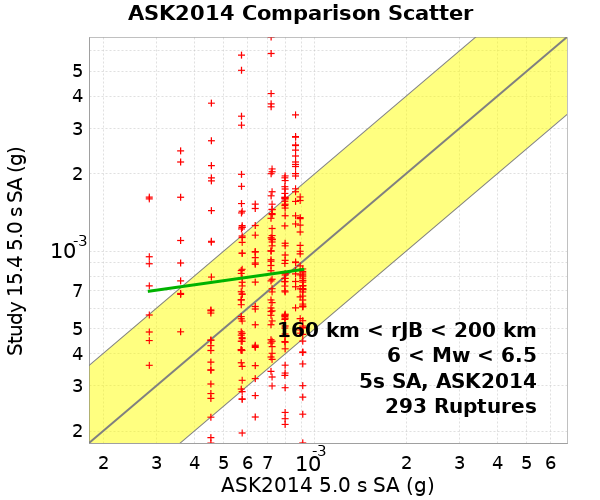 ASK2014 Comparison Scatter
Study 15.4 5.0 s SA (g)
5
4
3
2
10-3
7
5
4
3
2
160 km < rJB < 200 km
6 < Mw < 6.5
5s SA, ASK2014
293 Ruptures
2 3 4 5 6 7 10-3 2 3 4 5 6
ASK2014 5.0 s SA (g)